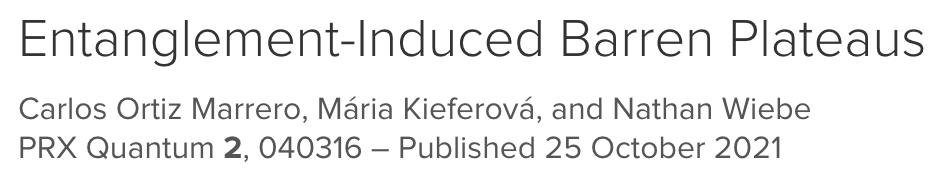 Entanglement-Induced Barren Plateaus
Carlos Ortiz Marrero, Mária Kieferová, and Nathan Wiebe
PRX Quantum 2, 040316 – Published 25 October 2021